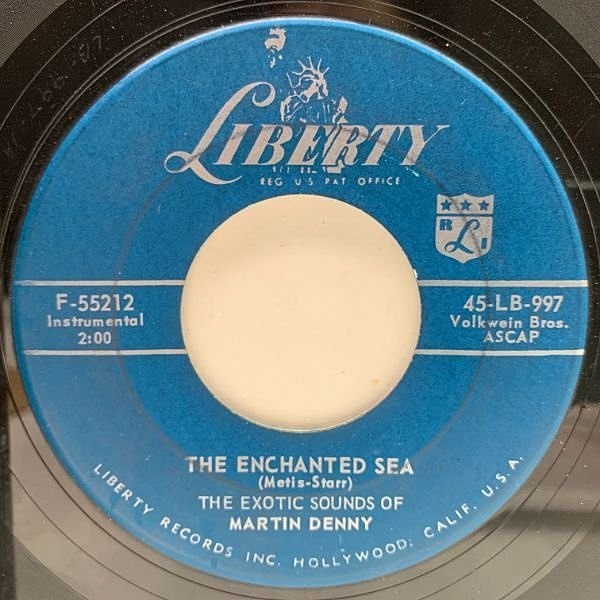 LIBERTY
REG U S PAT OFFICE
R L I
F-55212
Instrumental
2:00
45-LB-997
Volkwein Bros.
ASCAP
THE ENCHANTED SEA
(Metis-Starr)
THE EXOTIC SOUNDS OF
MARTIN DENNY
LIBERTY RECORDS INC. HOLLYWOOD, CALIF. U.S.A.